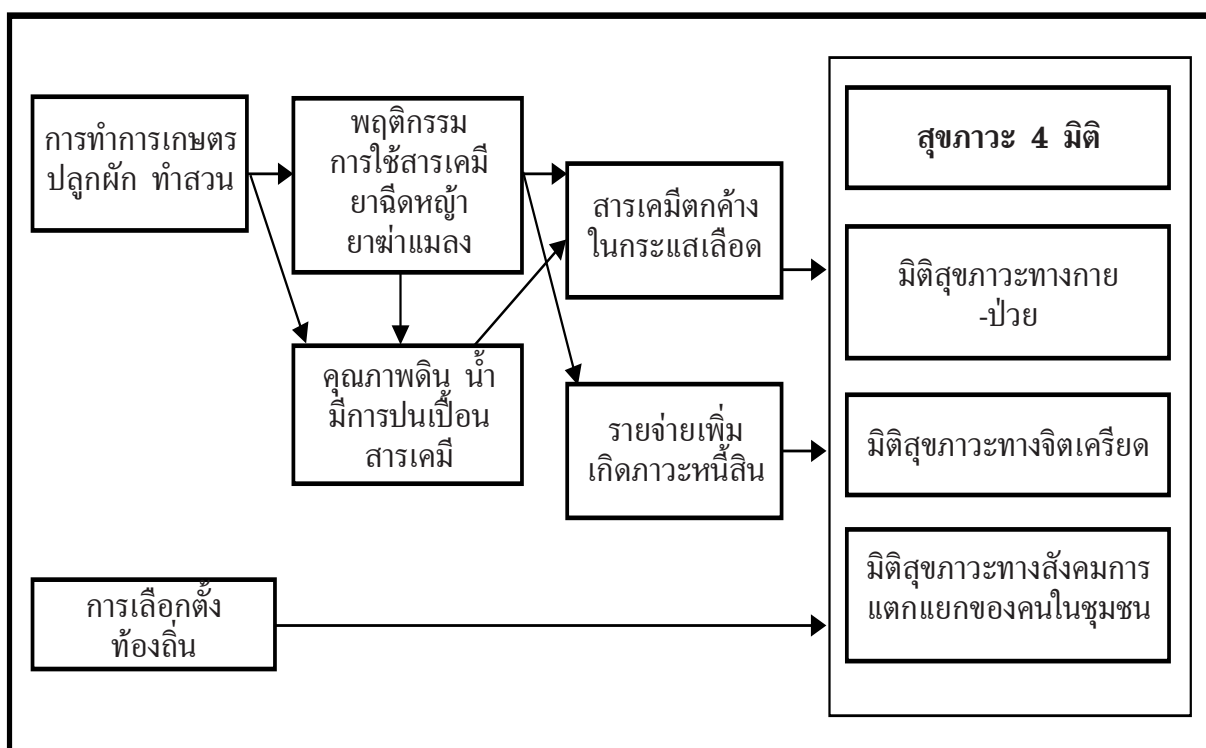 การทำการเกษตร
ปลูกผัก ทำสวน
พฤติกรรม
การใช้สารเคมี
ยาฉีดหญ้า
ยาฆ่าแมลง
คุณภาพดิน น้ำ
มีการปนเปื้อน
สารเคมี
สารเคมีตกค้าง
ในกระแสเลือด
รายจ่ายเพิ่ม
เกิดภาวะหนี้สิน
การเลือกตั้ง
ท้องถิ่น
สุขภาวะ 4 มิติ
มิติสุขภาวะทางกาย
-ป่วย
มิติสุขภาวะทางจิตเครียด
มิติสุขภาวะทางสังคมการ
แตกแยกของคนในชุมชน